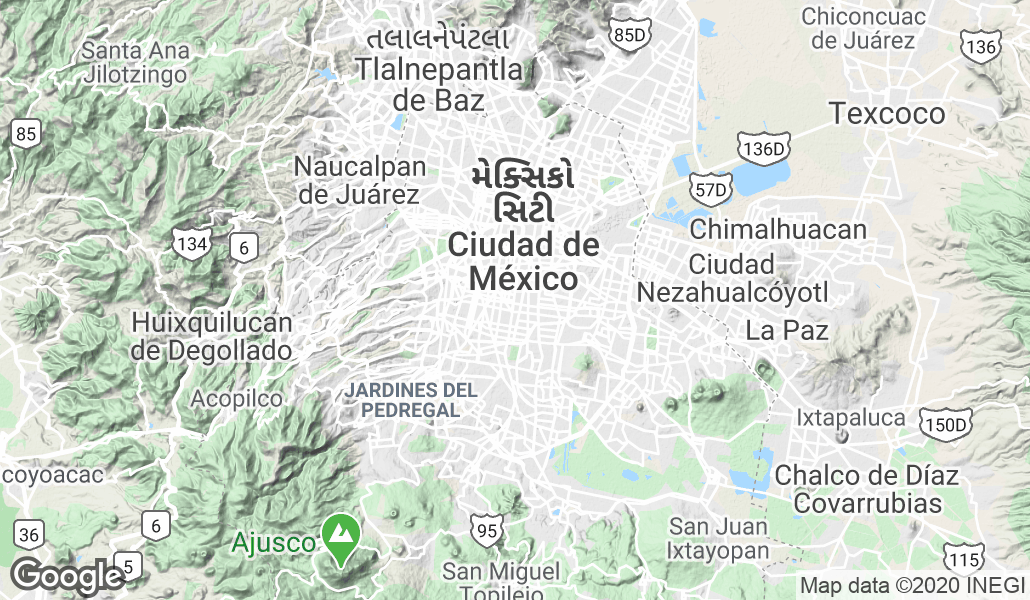 Chiconcuac
de Juárez
85D
136
તલાલનેપંટલા
Tlalnepantla
de Baz
Santa Ana
Jilotzingo
Texcoco
85
136D
Naucalpan
de Juárez
મેક્સિકો
સિટી
57D
Chimalhuacan
134
6
Ciudad de
México
Ciudad
Nezahualcóyotl
La Paz
Huixquilucan
de Degollado
JARDINES DEL
PEDREGAL
Acopilco
Ixtapaluca
150D
coyoacac
Chalco de Díaz
Covarrubias
36
6
Ajusco
95
San Juan
Ixtayopan
115
5
Google
San Miguel
Topilejo
Map data ©2020 INEGI